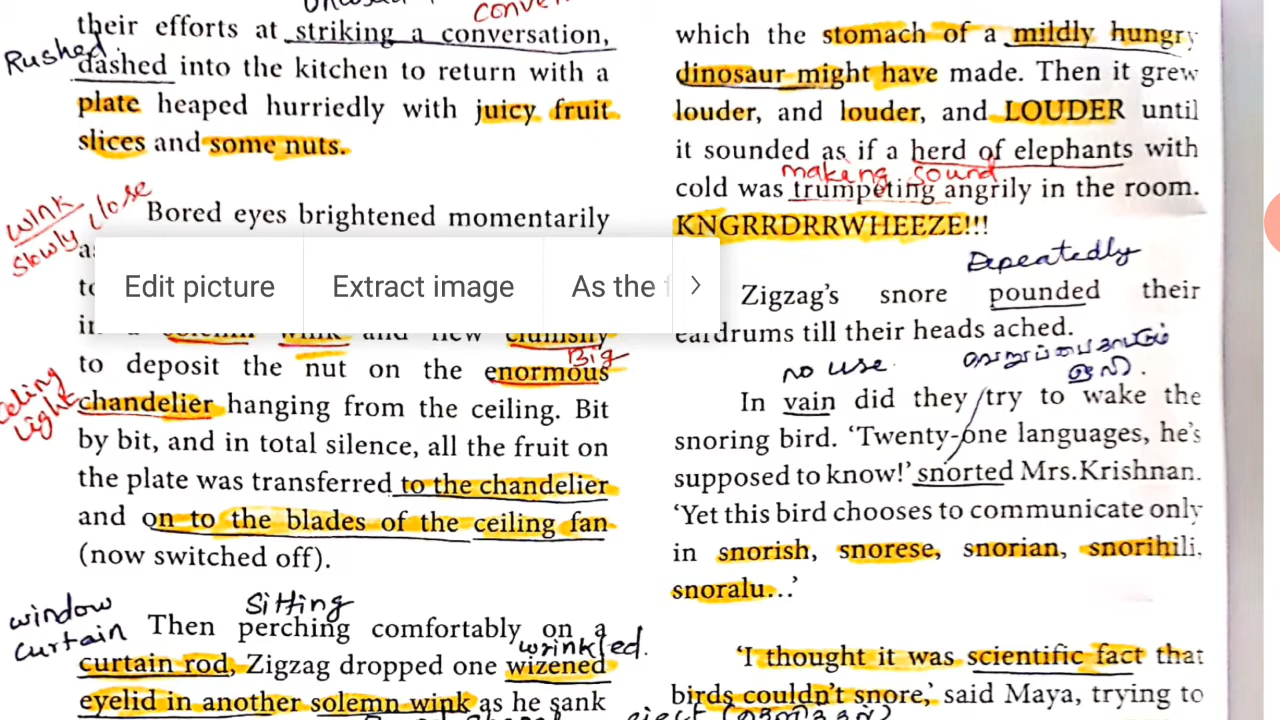 conve
their efforts at striking a conversation,
Rushed
dashed into the kitchen to return with a
plate heaped hurriedly with juicy fruit
slices and some nuts.
wink
slowly close
Bored eyes brightened momentarily
Edit picture Extract image As the
solemn wink and flew clumsily
Big
to deposit the nut on the enormous
light
chandelier hanging from the ceiling. Bit
by bit, and in total silence, all the fruit on
the plate was transferred to the chandelier
and on to the blades of the ceiling fan
(now switched off).
window
curtain
Sitting
Then perching comfortably on a
wrinkled.
curtain rod, Zigzag dropped one wizened
eyelid in another solemn wink as he sank
which the stomach of a mildly hungry
dinosaur might have made. Then it grew
louder, and louder, and LOUDER until
it sounded as if a herd of elephants with
making sound
cold was trumpeting angrily in the room.
KNGRRDRRWHEEZE!!!
Repeatedly
Zigzag's snore pounded their
eardrums till their heads ached.
no use
ஒலி.
In vain did they try to wake the
snoring bird. 'Twenty-one languages, he's
supposed to know!' snorted Mrs.Krishnan.
'Yet this bird chooses to communicate only
in snorish, snorese, snorian, snorihili,
snoralu...'
'I thought it was scientific fact that
birds couldn't snore,' said Maya, trying to
eject